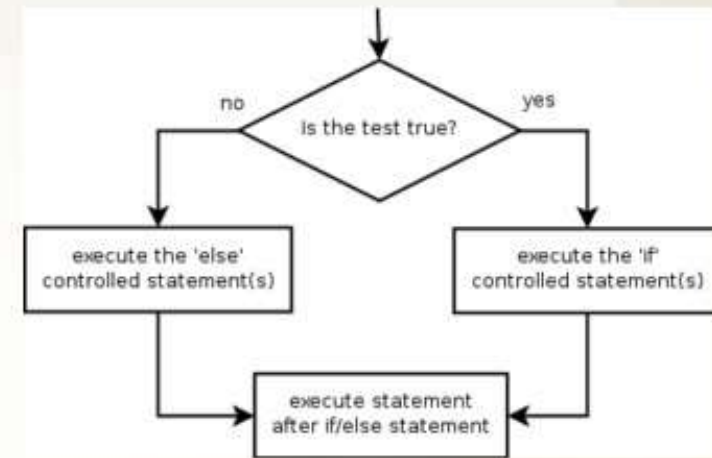 Is the test true?
no
yes
execute the 'else'
controlled statement(s)
execute the 'if'
controlled statement(s)
execute statement
after if/else statement